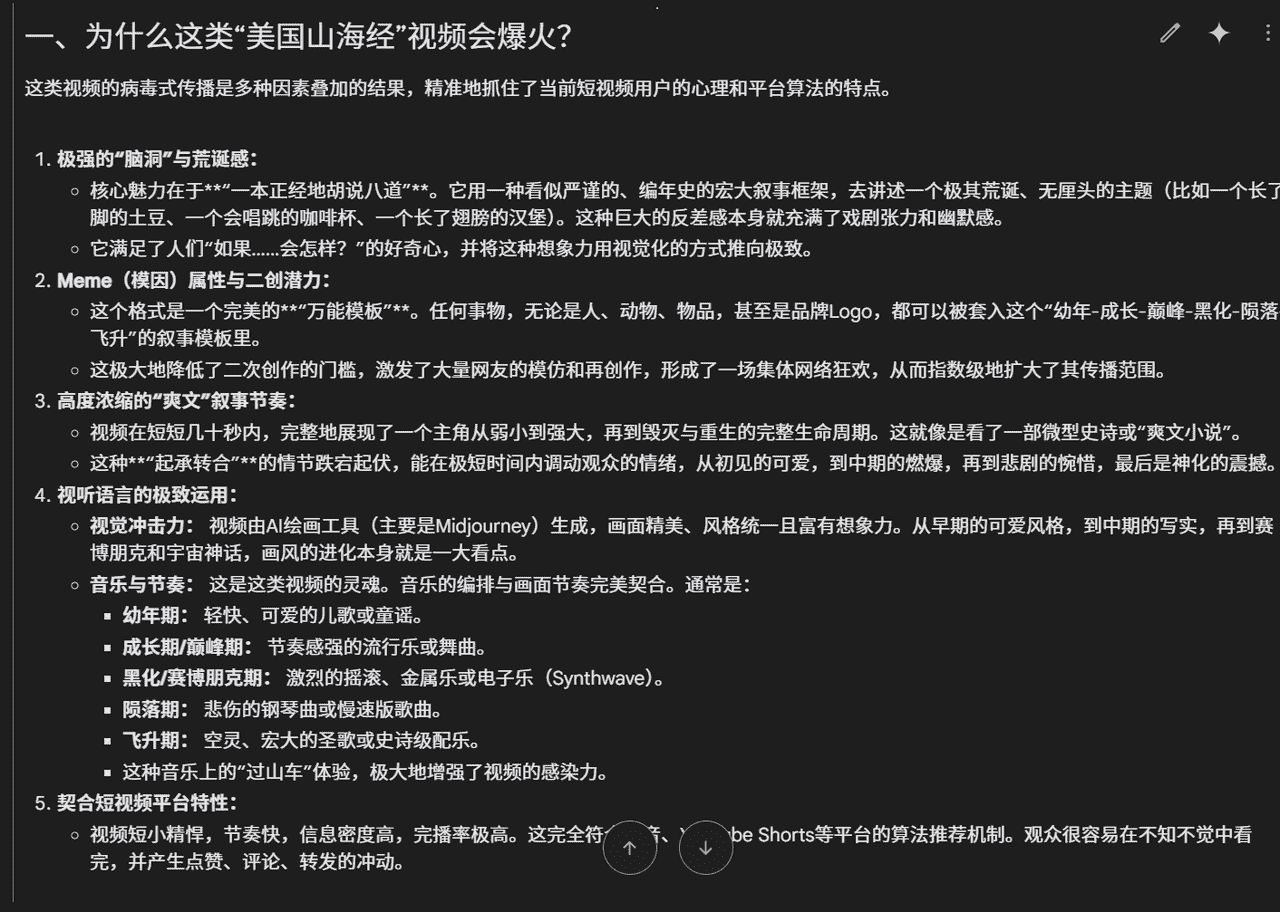 一、为什么这类“美国山海经”视频会爆火？
这类视频的病毒式传播是多种因素叠加的结果，精准地抓住了当前短视频用户的心理和平台算法的特点。
1. 极强的“脑洞”与荒诞感：
○ 核心魅力在于**“一本正经地胡说八道”**。它用一种看似严谨的、编年史的宏大叙事框架，去讲述一个极其荒诞、无厘头的主题（比如一个长了
脚的土豆、一个会唱跳的咖啡杯、一个长了翅膀的汉堡）。这种巨大的反差感本身就充满了戏剧张力和幽默感。
○ 它满足了人们“如果……会怎样？”的好奇心，并将这种想象力用视觉化的方式推向极致。
2. Meme（模因）属性与二创潜力：
○ 这个格式是一个完美的**“万能模板”**。任何事物，无论是人、动物、物品，甚至是品牌Logo，都可以被套入这个“幼年-成长-巅峰-黑化-陨落-
飞升”的叙事模板里。
○ 这极大地降低了二次创作的门槛，激发了大量网友的模仿和再创作，形成了一场集体网络狂欢，从而指数级地扩大了其传播范围。
3. 高度浓缩的“爽文”叙事节奏：
○ 视频在短短几十秒内，完整地展现了一个主角从弱小到强大，再到毁灭与重生的完整生命周期。这就像是看了一部微型史诗或“爽文小说”。
○ 这种**“起承转合”**的情节跌宕起伏，能在极短时间内调动观众的情绪，从初见的可爱，到中期的燃爆，再到悲剧的惋惜，最后是神化的震撼。
4. 视听语言的极致运用：
○ 视觉冲击力： 视频由AI绘画工具（主要是Midjourney）生成，画面精美、风格统一且富有想象力。从早期的可爱风格，到中期的写实，再到赛
博朋克和宇宙神话，画风的进化本身就是一大看点。
○ 音乐与节奏： 这是这类视频的灵魂。音乐的编排与画面节奏完美契合。通常是：
▪ 幼年期： 轻快、可爱的儿歌或童谣。
▪ 成长期/巅峰期： 节奏感强的流行乐或舞曲。
▪ 黑化/赛博朋克期： 激烈的摇滚、金属乐或电子乐（Synthwave）。
▪ 陨落期： 悲伤的钢琴曲或慢速版歌曲。
▪ 飞升期： 空灵、宏大的圣歌或史诗级配乐。
▪ 这种音乐上的“过山车”体验，极大地增强了视频的感染力。
5. 契合短视频平台特性：
○ 视频短小精悍，节奏快，信息密度高，完播率极高。这完全符 、 be Shorts等平台的算法推荐机制。观众很容易在不知不觉中看
完，并产生点赞、评论、转发的冲动。